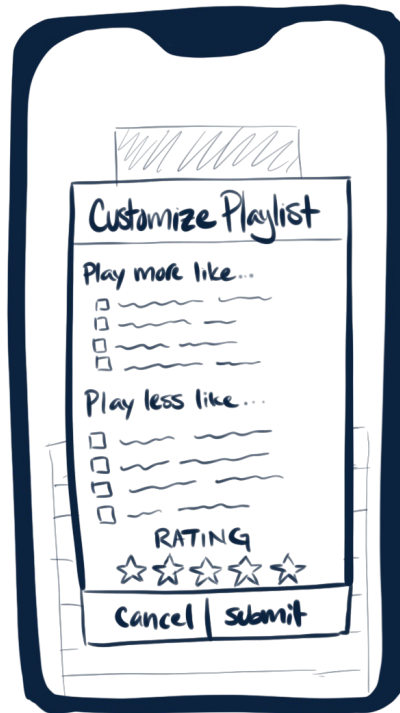 Customize Playlist
Play more like...
Play less like...
RATING
Cancel | submit